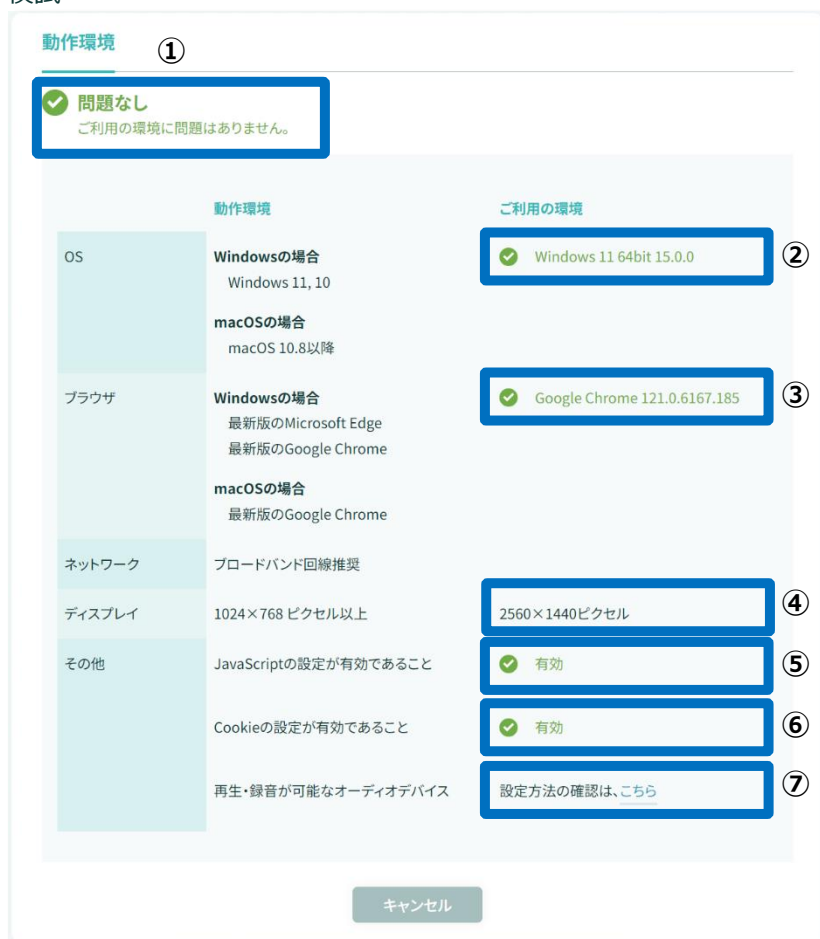 動作環境
①
問題なし
ご利用の環境に問題はありません。
動作環境 ご利用の環境
OS Windowsの場合 Windows 11 64bit 15.0.0 ②
Windows 11, 10
macOSの場合
macOS 10.8以降
ブラウザ Windowsの場合 Google Chrome 121.0.6167.185 ③
最新版のMicrosoft Edge
最新版のGoogle Chrome
macOSの場合
最新版のGoogle Chrome
ネットワーク ブロードバンド回線推奨
ディスプレイ 1024×768 ピクセル以上 2560×1440ピクセル ④
その他 JavaScriptの設定が有効であること 有効 ⑤
Cookieの設定が有効であること 有効 ⑥
再生・録音が可能なオーディオデバイス 設定方法の確認は、こちら ⑦
キャンセル